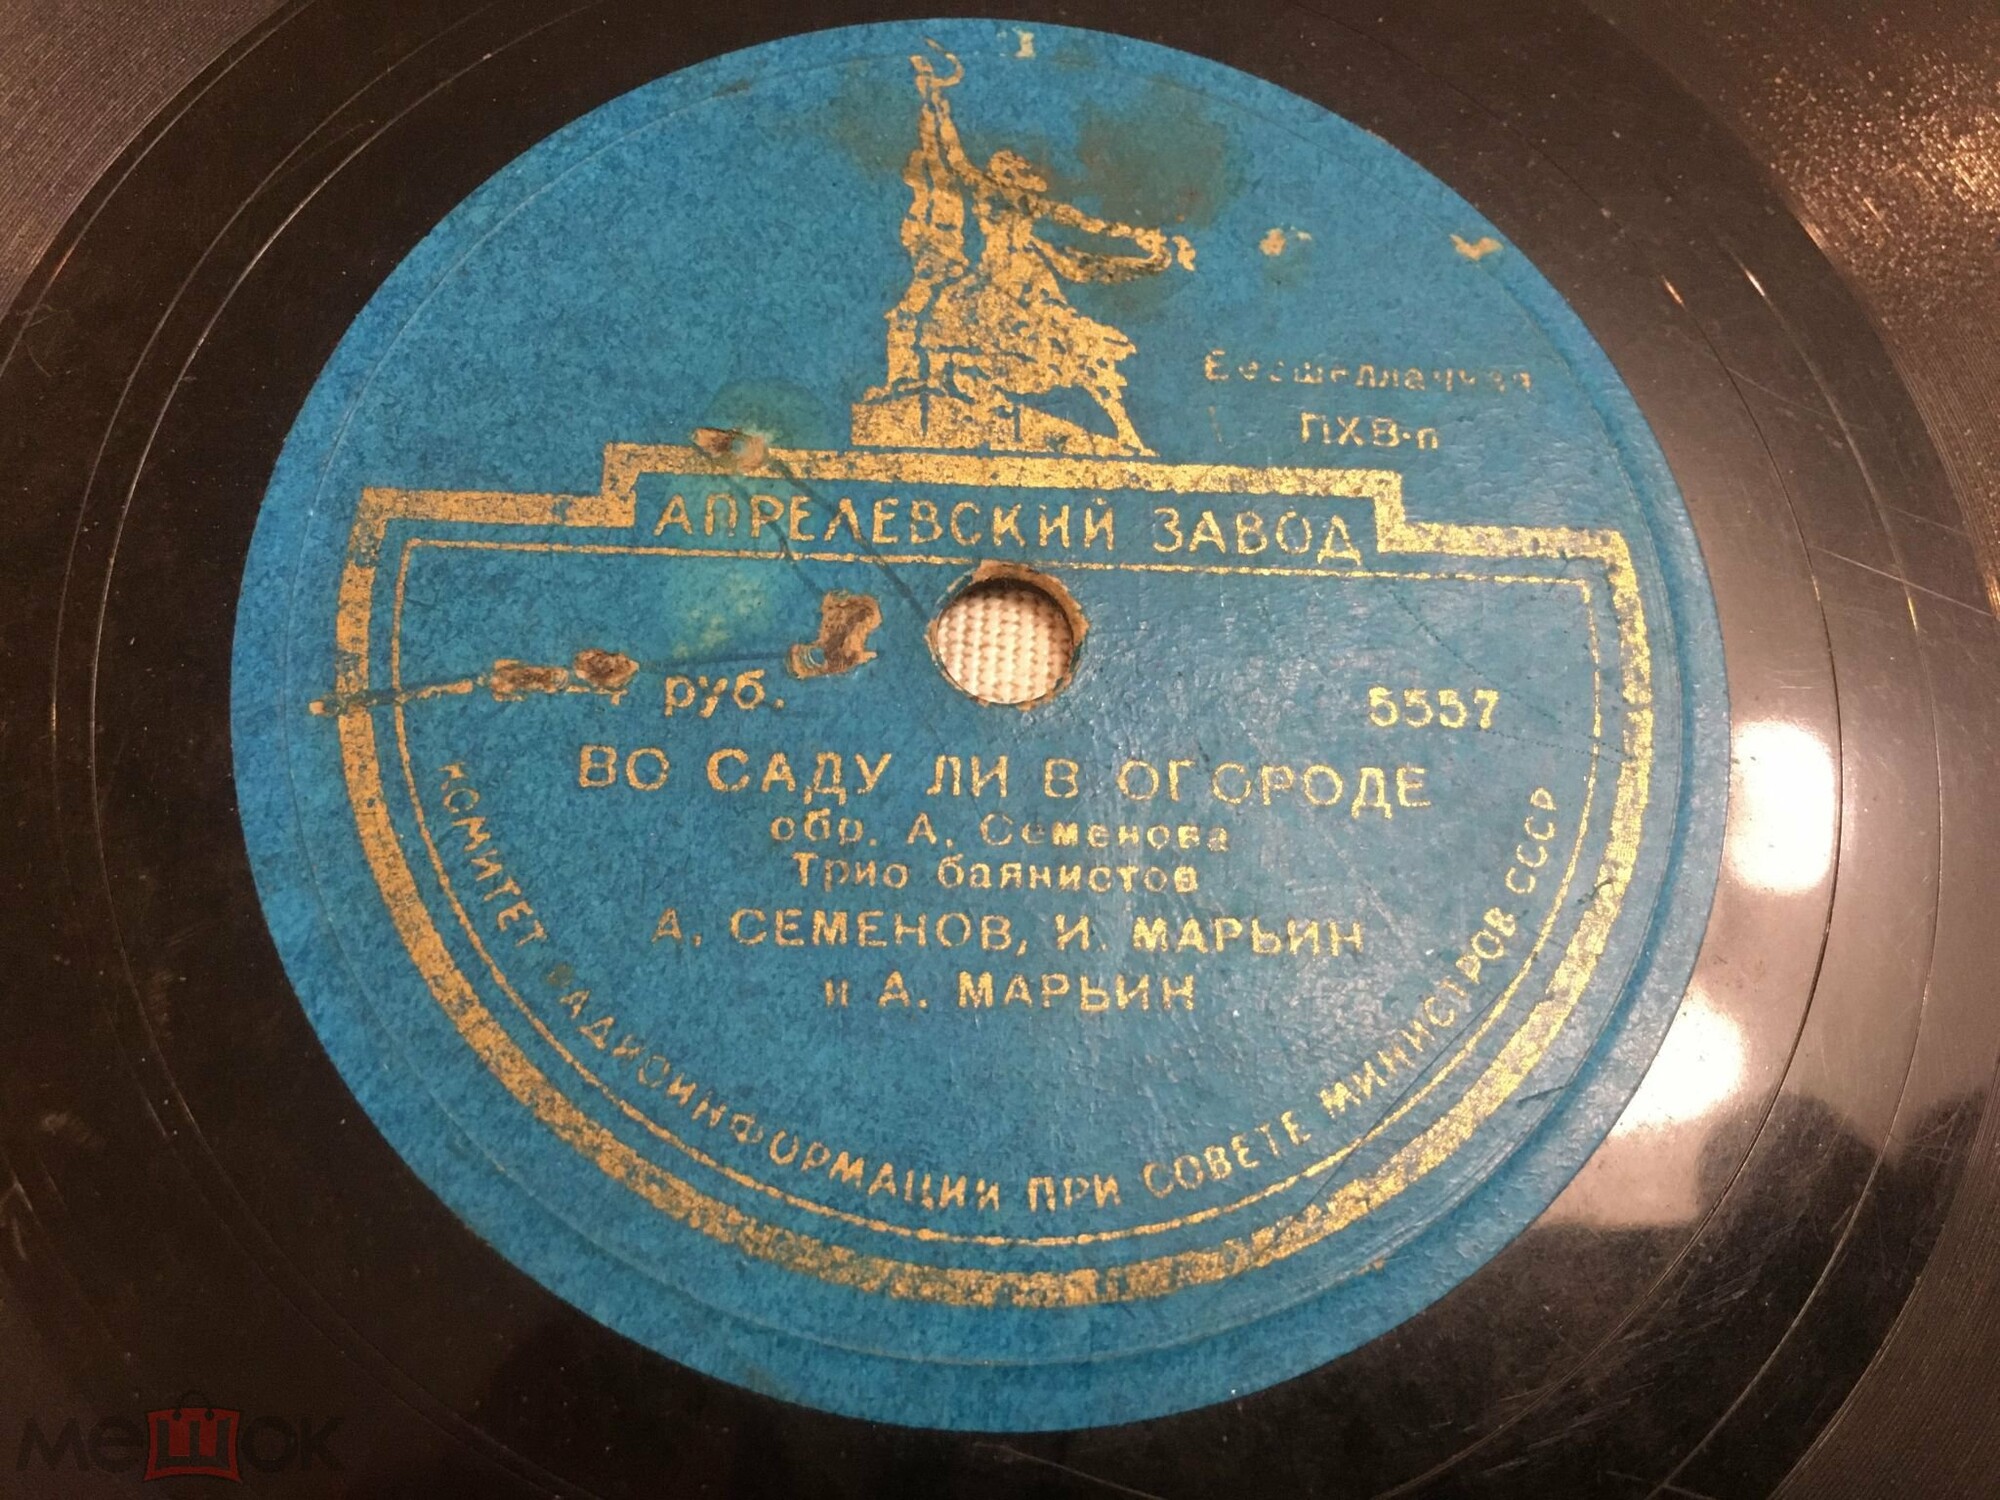 Бесшеллачная
ПХВ-п
АПРЕЛЕВСКИЙ ЗАВОД
руб.
5557
ВО САДУ ЛИ В ОГОРОДЕ
обр. А. Семенова
Трио баянистов
А. СЕМЕНОВ, И. МАРЬИН
и А. МАРЬИН
КОМИТЕТ РАДИОИНФОРМАЦИИ ПРИ СОВЕТЕ МИНИСТРОВ СССР
мешок